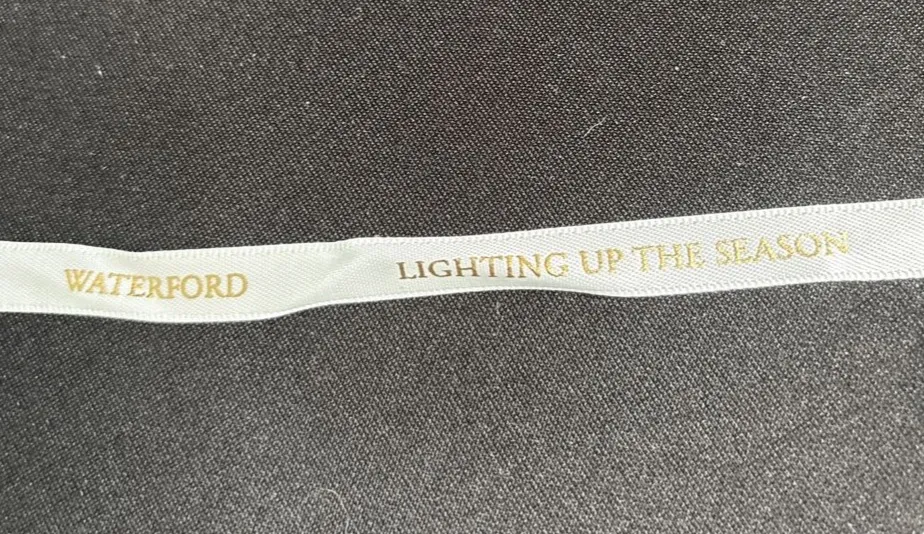 WATERFORD LIGHTING UP THE SEASON